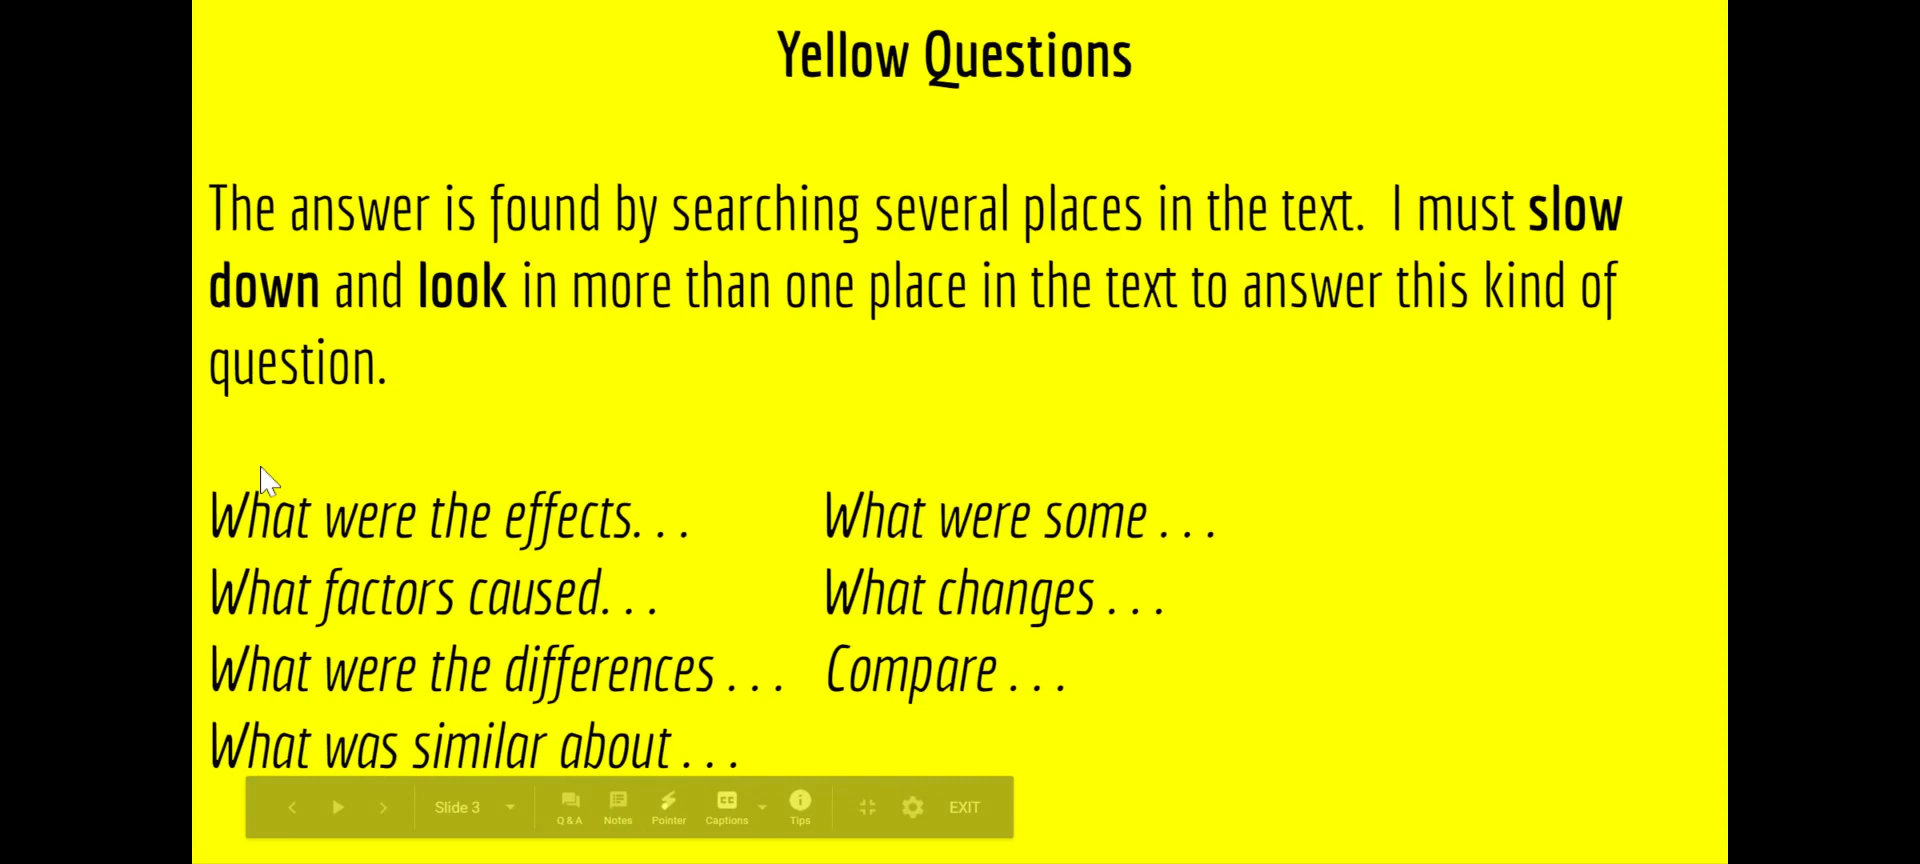 Yellow Questions
The answer is found by searching several places in the text.  I must slow
down and look in more than one place in the text to answer this kind of
question.
What were the effects. . .    What were some . . .
What factors caused. . .    What changes . . .
What were the differences . . .    Compare . . .
What was similar about . . .
Slide 3    Q & A    Notes    Pointer    CC Captions    Tips    EXIT